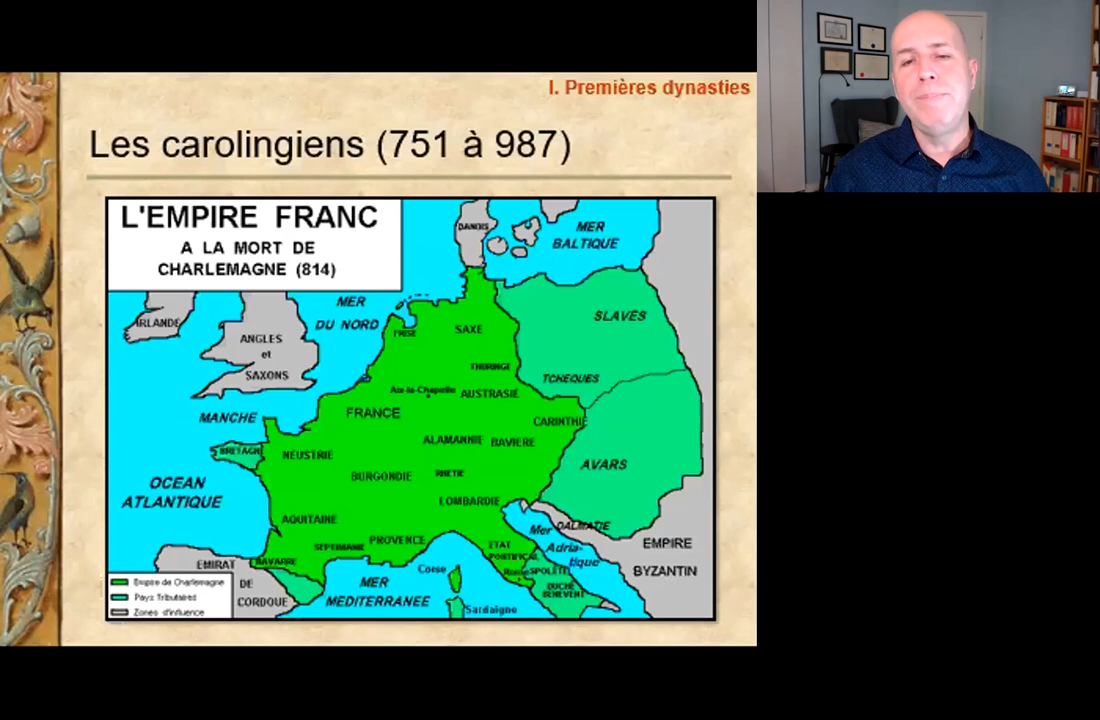 I. Premières dynasties
Les carolingiens (751 à 987)
L'EMPIRE FRANC
A LA MORT DE
CHARLEMAGNE (814)
DANOIS
MER
BALTIQUE
IRLANDE
MER
DU NORD
ANGLES
et
SAXONS
FRISE
SAXE
SLAVES
THURINGE
TCHEQUES
Aix-la-Chapelle
AUSTRASIE
MANCHE
FRANCE
CARINTHIE
BRETAGN
NEUSTRIE
ALAMANNIE
BAVIERE
AVARS
BURGONDIE
RHETIE
OCEAN
ATLANTIQUE
LOMBARDIE
AQUITAINE
Mer
Adria-
tique
DALMATIE
SEPTIMANIE
PROVENCE
ETAT
PONTIFICAL
EMPIRE
BYZANTIN
EMIRAT
DE
CORDOUE
NAVARRE
Corse
Rome
SPOLETE
DUCHE
BENEVENT
MER
MEDITERRANEE
Sardaigne
Empire de Charlemagne
Pays Tributaires
Zones d'influence